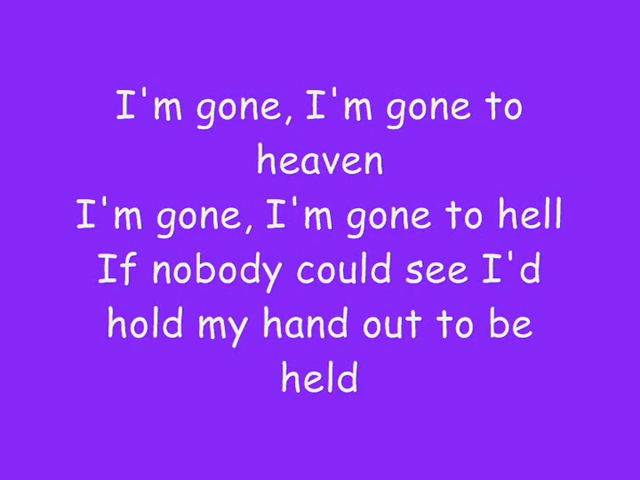 I'm gone, I'm gone to
heaven
I'm gone, I'm gone to hell
If nobody could see I'd
hold my hand out to be
held